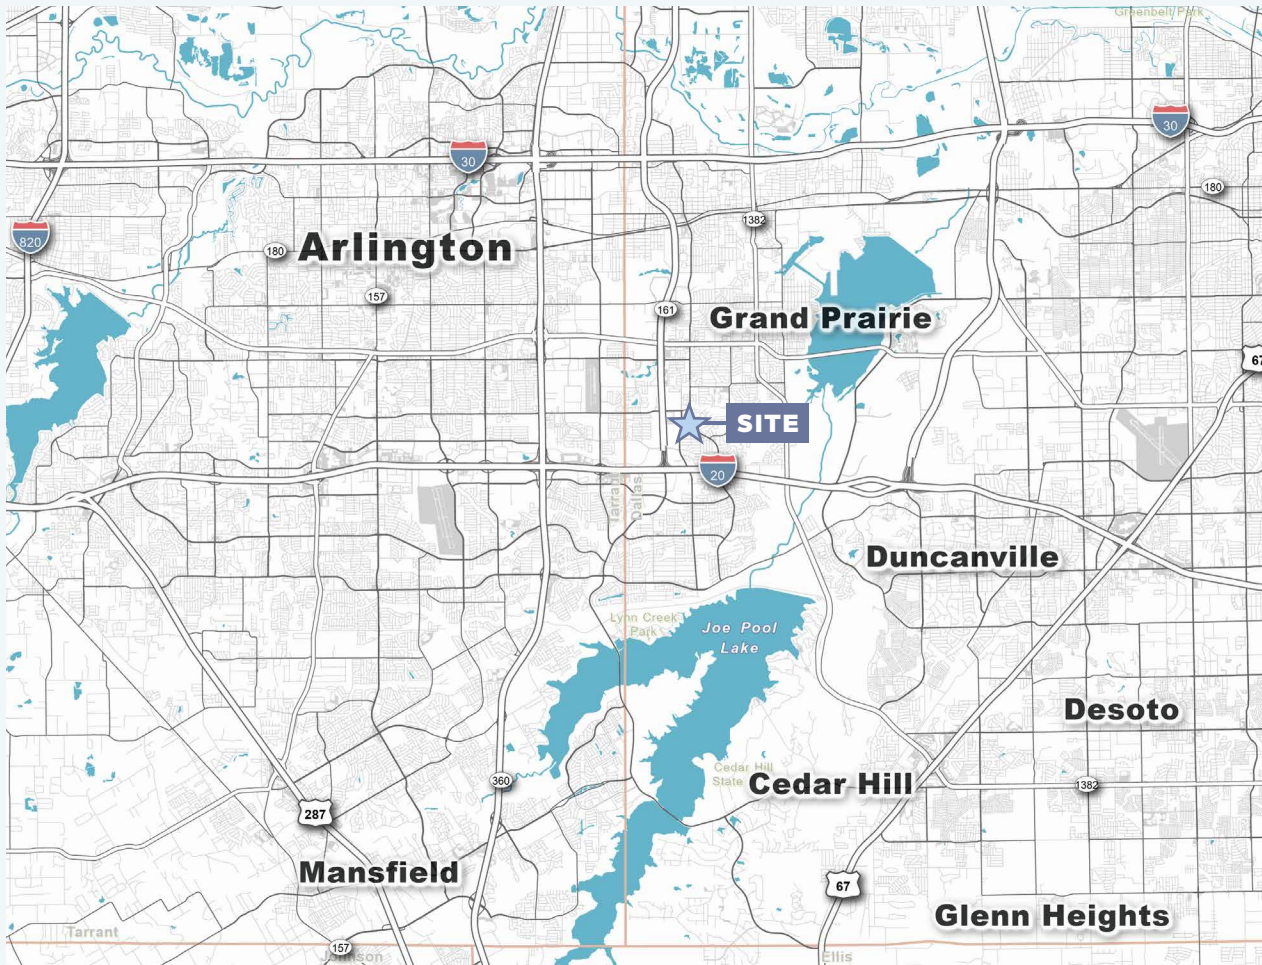 Greenbelt Park
30
30
180
820
1382
180
Arlington
157
161
Grand Prairie
67
SITE
20
Tarrant
Dallas
Duncanville
Lynn Creek
Park
Joe Pool
Lake
Desoto
Cedar Hill
State
Cedar Hill
360
1382
287
Mansfield
67
Glenn Heights
Tarrant
157
Johnson
Ellis